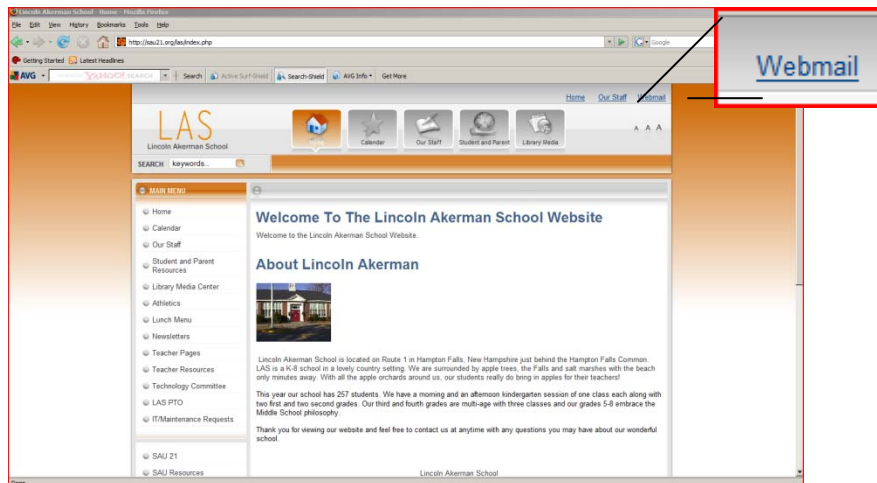 Lincoln Akerman School - Home - Mozilla Firefox
File Edit View History Bookmarks Tools Help
http://sau21.org/las/index.php
Google
Getting Started Latest Headlines
AVG YAHOO! SEARCH Search Active Surf-Shield Search-Shield AVG Info Get More
Webmail
Home Our Staff Webmail
LAS
Lincoln Akerman School
Calendar Our Staff Student and Parent Library Media
A A A
SEARCH keywords...
MAIN MENU
Home
Calendar
Our Staff
Student and Parent
Resources
Library Media Center
Athletics
Lunch Menu
Newsletters
Teacher Pages
Teacher Resources
Technology Committee
LAS PTO
IT/Maintenance Requests
SAU 21
SAU Resources
Welcome To The Lincoln Akerman School Website
Welcome to the Lincoln Akerman School Website.
About Lincoln Akerman
Lincoln Akerman School is located on Route 1 in Hampton Falls, New Hampshire just behind the Hampton Falls Common.
LAS is a K-8 school in a lovely country setting. We are surrounded by apple trees, the Falls and salt marshes with the beach
only minutes away. With all the apple orchards around us, our students really do bring in apples for their teachers!
This year our school has 257 students. We have a morning and an afternoon kindergarten session of one class each along with
two first and two second grades. Our third and fourth grades are multi-age with three classes and our grades 5-8 embrace the
Middle School philosophy.
Thank you for viewing our website and feel free to contact us at anytime with any questions you may have about our wonderful
school.
Lincoln Akerman School